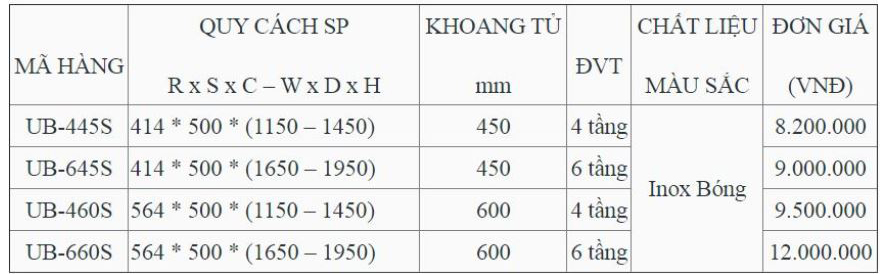 MÃ HÀNG QUY CÁCH SP KHOANG TỦ ĐVT CHẤT LIỆU ĐƠN GIÁ
R x S x C – W x D x H mm MÀU SẮC (VNĐ)
UB-445S 414 * 500 * (1150 – 1450) 450 4 tầng 8.200.000
UB-645S 414 * 500 * (1650 – 1950) 450 6 tầng 9.000.000
Inox Bóng
UB-460S 564 * 500 * (1150 – 1450) 600 4 tầng 9.500.000
UB-660S 564 * 500 * (1650 – 1950) 600 6 tầng 12.000.000